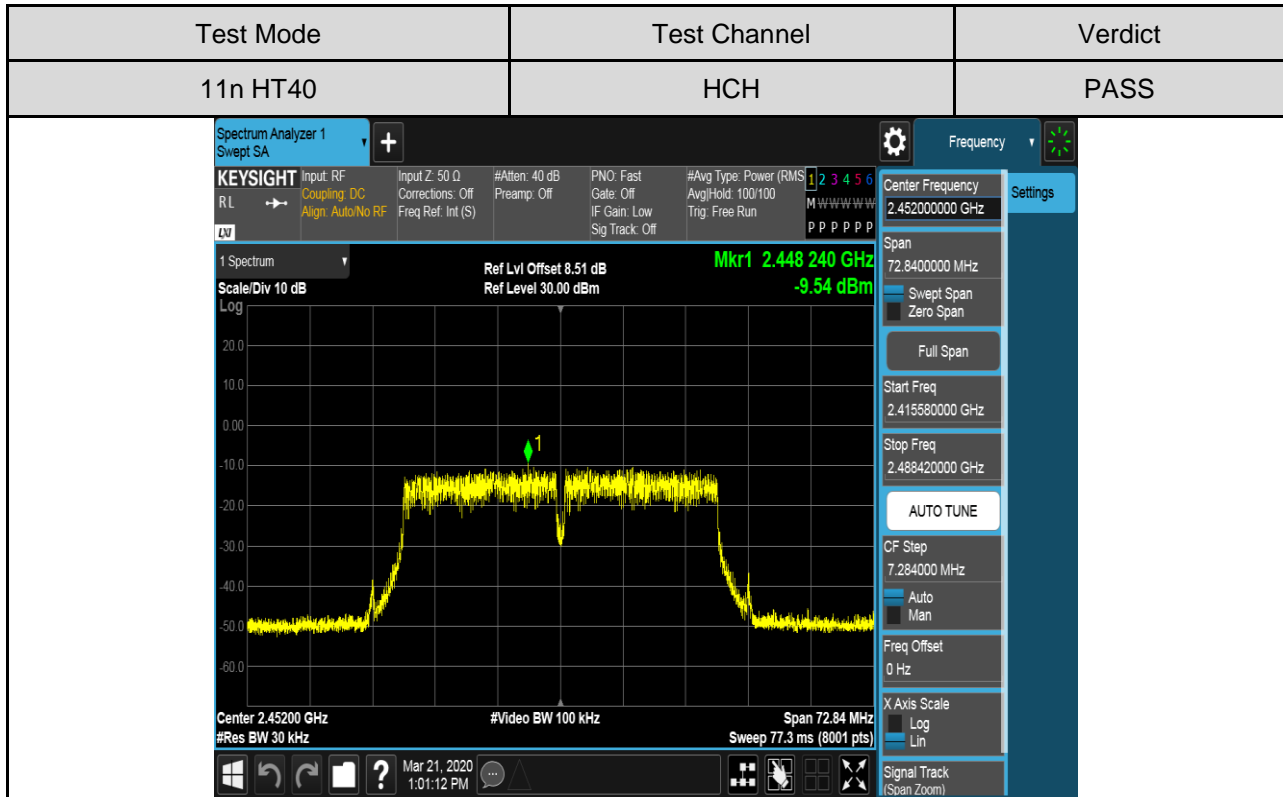 Test Mode Test Channel Verdict
11n HT40 HCH PASS
Spectrum Analyzer 1
Swept SA
+
Frequency
KEYSIGHT
RL
LXI
Input: RF
Coupling: DC
Align: Auto/No RF
Input Z: 50 Ω
Corrections: Off
Freq Ref: Int (S)
#Atten: 40 dB
Preamp: Off
PNO: Fast
Gate: Off
IF Gain: Low
Sig Track: Off
#Avg Type: Power (RMS
Avg|Hold: 100/100
Trig: Free Run
1 2 3 4 5 6
M W W W W W
P P P P P P
1 Spectrum
Scale/Div 10 dB
Ref Lvl Offset 8.51 dB
Ref Level 30.00 dBm
Mkr1 2.448 240 GHz
-9.54 dBm
Log
20.0
10.0
0.00
-10.0
-20.0
-30.0
-40.0
-50.0
-60.0
1
Center 2.45200 GHz
#Res BW 30 kHz
#Video BW 100 kHz
Span 72.84 MHz
Sweep 77.3 ms (8001 pts)
Center Frequency
2.452000000 GHz
Settings
Span
72.8400000 MHz
Swept Span
Zero Span
Full Span
Start Freq
2.415580000 GHz
Stop Freq
2.488420000 GHz
AUTO TUNE
CF Step
7.284000 MHz
Auto
Man
Freq Offset
0 Hz
X Axis Scale
Log
Lin
Signal Track
(Span Zoom)
?
Mar 21, 2020
1:01:12 PM